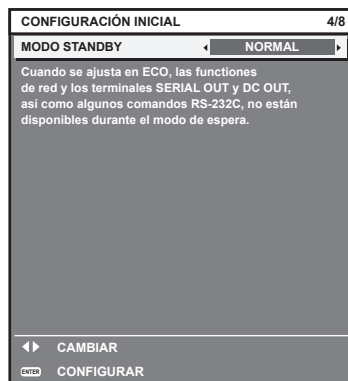 CONFIGURACIÓN INICIAL 4/8
MODO STANDBY NORMAL
Cuando se ajusta en ECO, las functiones
de red y los terminales SERIAL OUT y DC OUT,
así como algunos comandos RS-232C, no están
disponibles durante el modo de espera.
CAMBIAR
ENTER CONFIGURAR